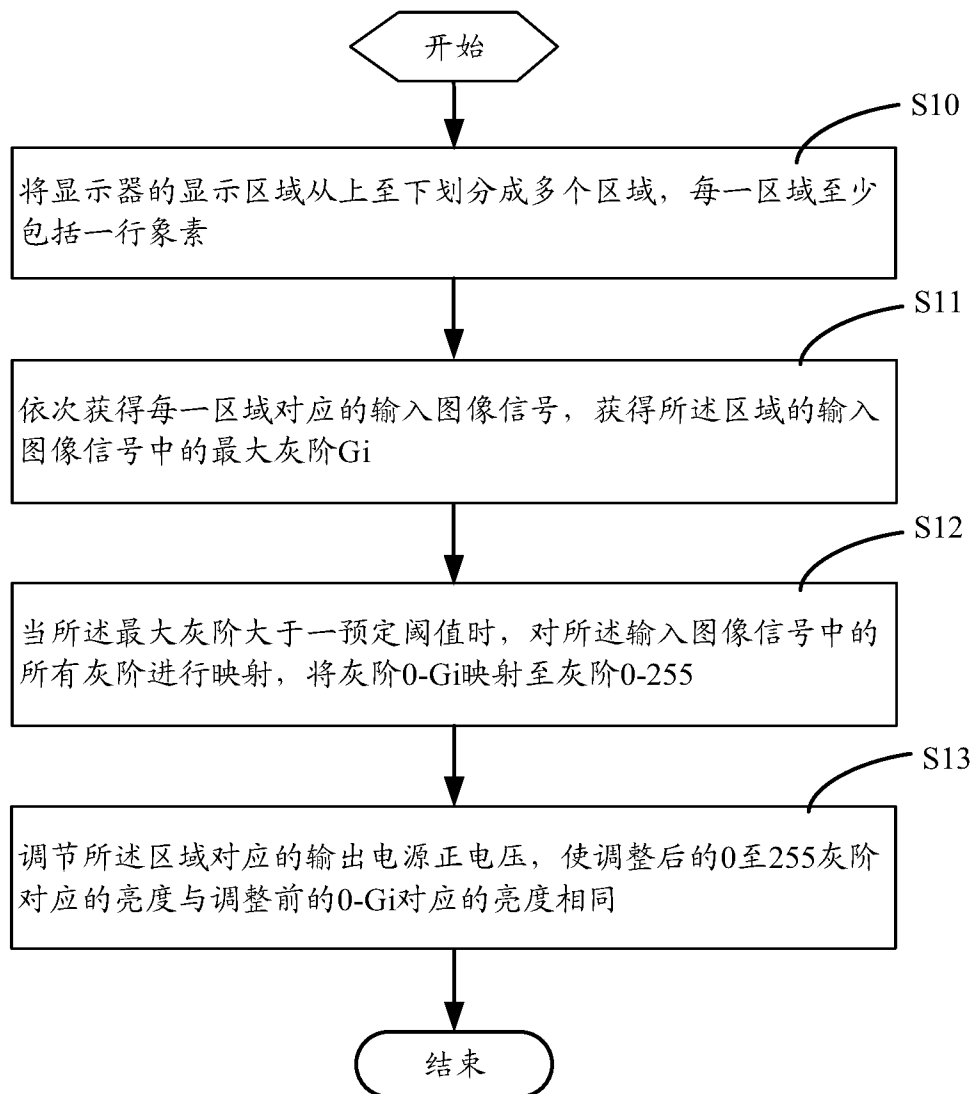 开始
S10
将显示器的显示区域从上至下划分成多个区域，每一区域至少
包括一行象素
S11
依次获得每一区域对应的输入图像信号，获得所述区域的输入
图像信号中的最大灰阶Gi
S12
当所述最大灰阶大于一预定阈值时，对所述输入图像信号中的
所有灰阶进行映射，将灰阶0-Gi映射至灰阶0-255
S13
调节所述区域对应的输出电源正电压，使调整后的0至255灰阶
对应的亮度与调整前的0-Gi对应的亮度相同
结束